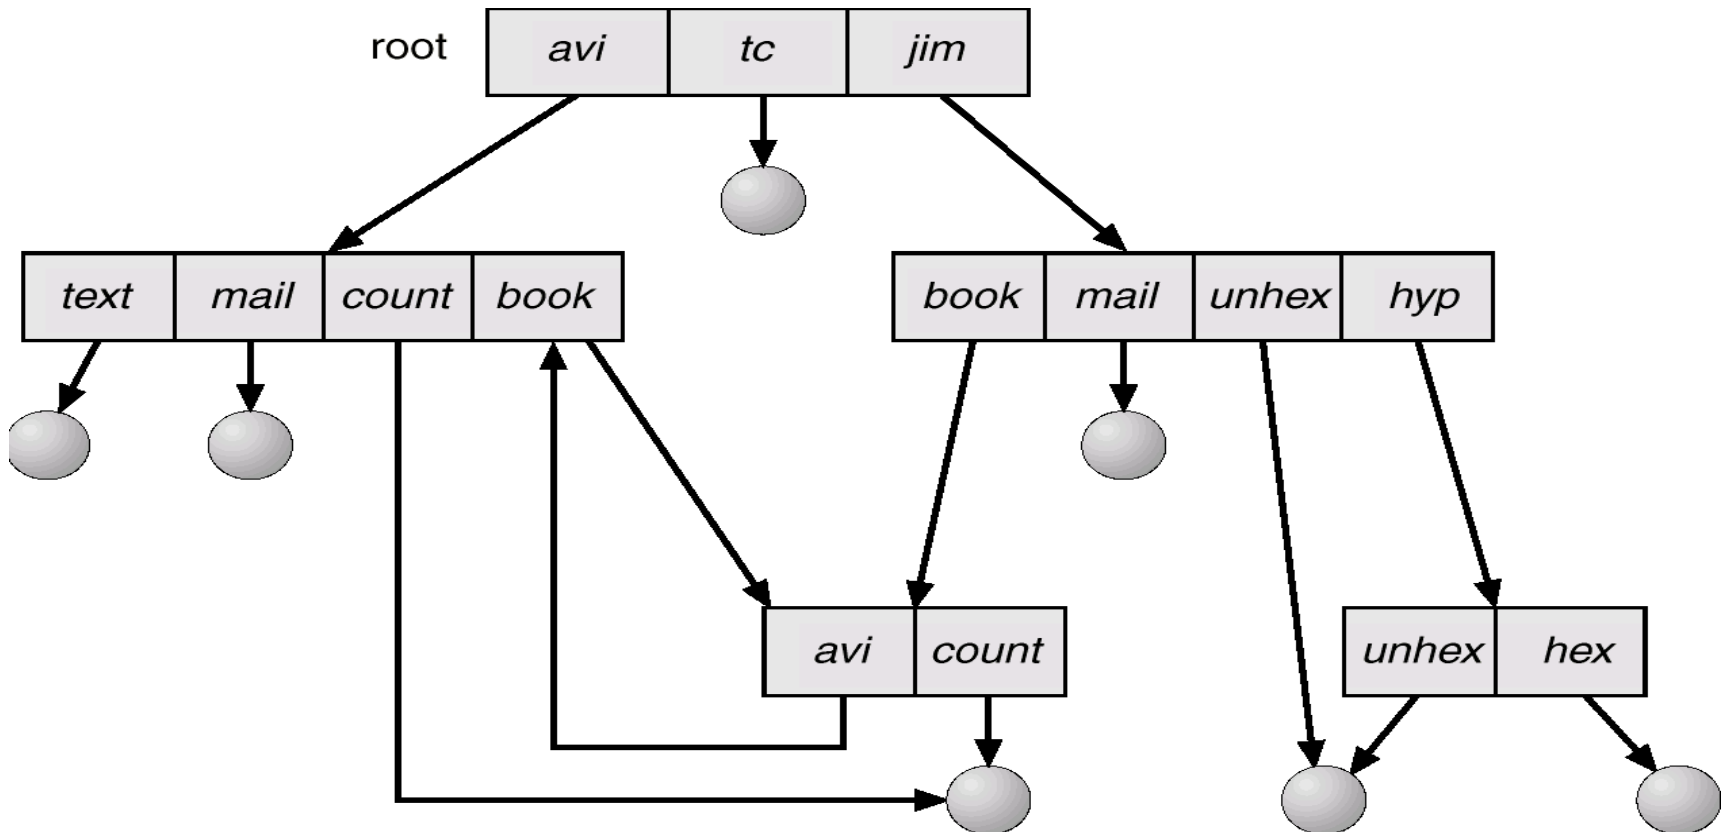 root avi tc jim
text mail count book
book mail unhex hyp
avi count
unhex hex